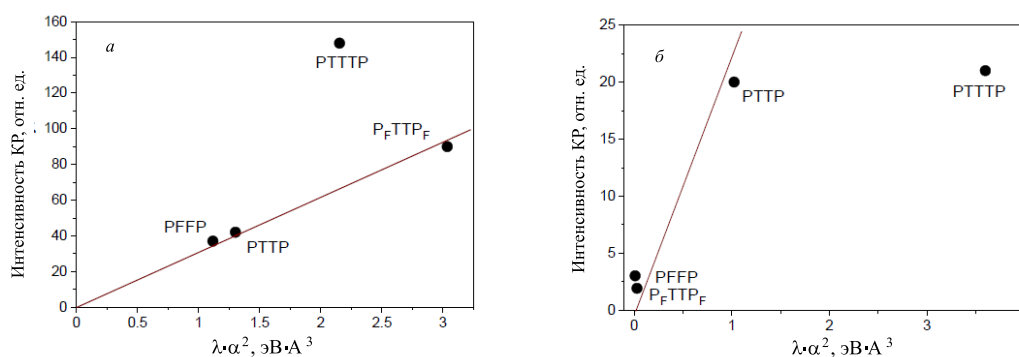 160
140
120
100
80
60
40
20
0
Интенсивность КР, отн. ед.
а
PTTTP
P_FTTP_F
PFFP
PTTP
0 0.5 1 1.5 2 2.5 3
λ·α², эВ·А³
25
20
15
10
5
0
Интенсивность КР, отн. ед.
б
PTTP
PTTTP
PFFP
P_FTTP_F
0 1 2 3
λ·α², эВ·А³